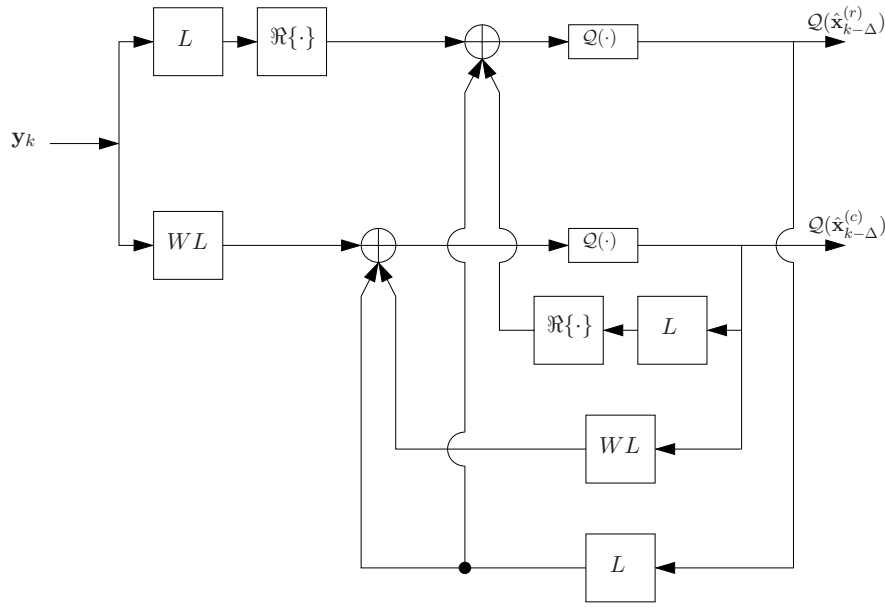 L
ℜ{·}
𝒬(·)
𝒬(x̂_{k−Δ}^{(r)})
y_k
WL
𝒬(·)
𝒬(x̂_{k−Δ}^{(c)})
ℜ{·}
L
WL
L